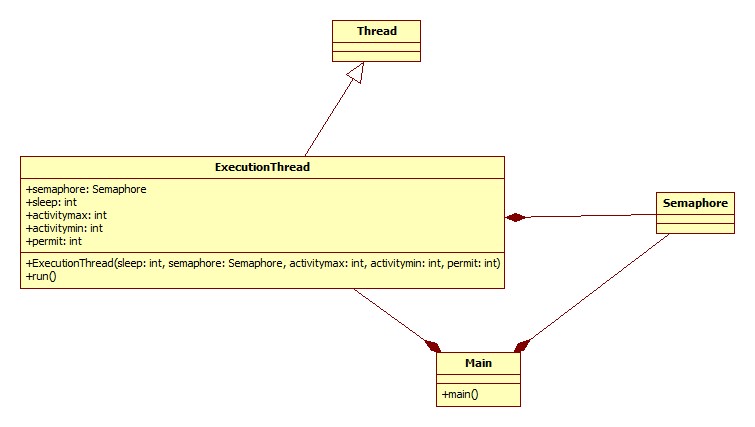 Thread
ExecutionThread
+semaphore: Semaphore
+sleep: int
+activitymax: int
+activitymin: int
+permit: int
+ExecutionThread(sleep: int, semaphore: Semaphore, activitymax: int, activitymin: int, permit: int)
+run()
Semaphore
Main
+main()